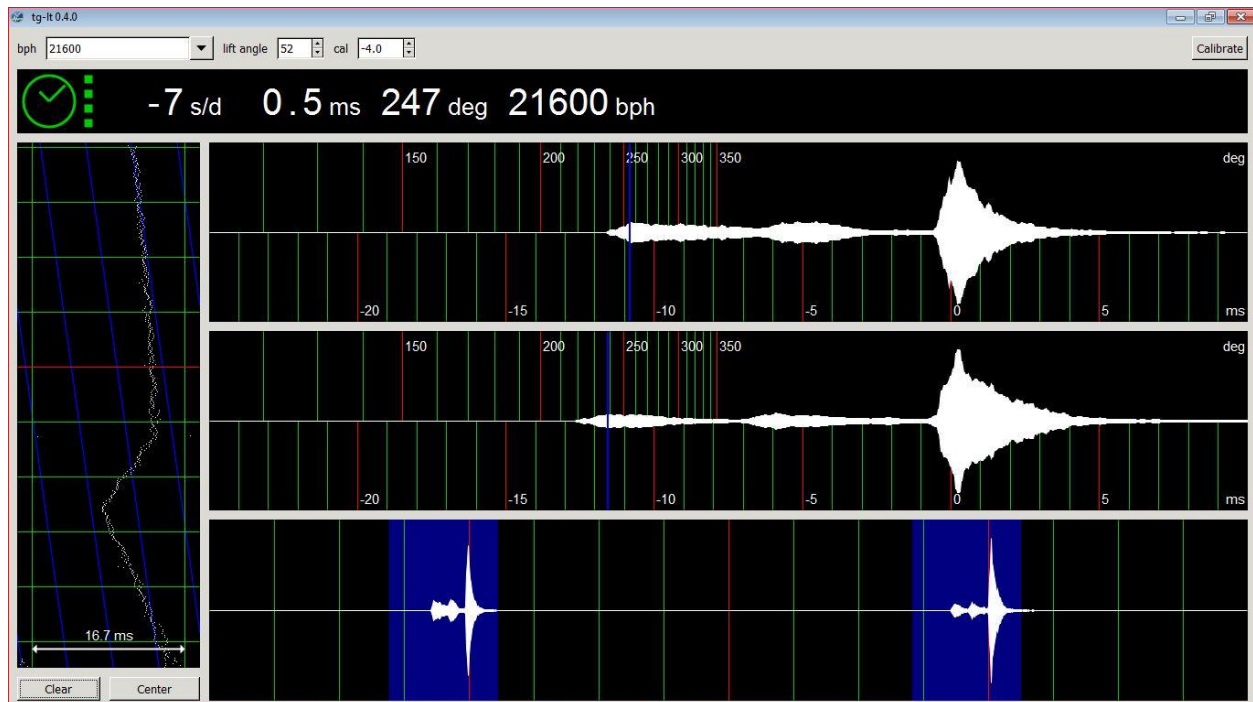 tg-lt 0.4.0
bph 21600 lift angle 52 cal -4.0 Calibrate
-7 s/d 0.5 ms 247 deg 21600 bph
150 200 250 300 350 deg
-20 -15 -10 -5 0 5 ms
150 200 250 300 350 deg
-20 -15 -10 -5 0 5 ms
16.7 ms
Clear Center